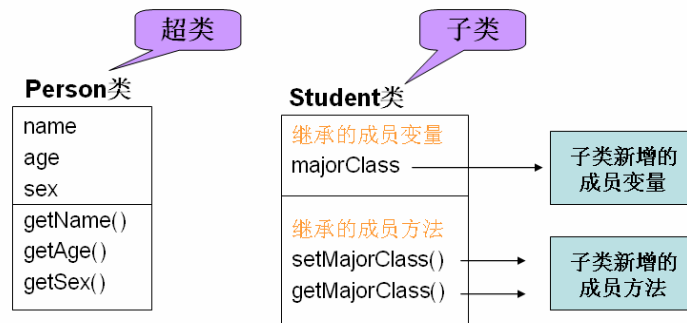 超类
Person类
name
age
sex
getName()
getAge()
getSex()
子类
Student类
继承的成员变量
majorClass
继承的成员方法
setMajorClass()
getMajorClass()
子类新增的
成员变量
子类新增的
成员方法